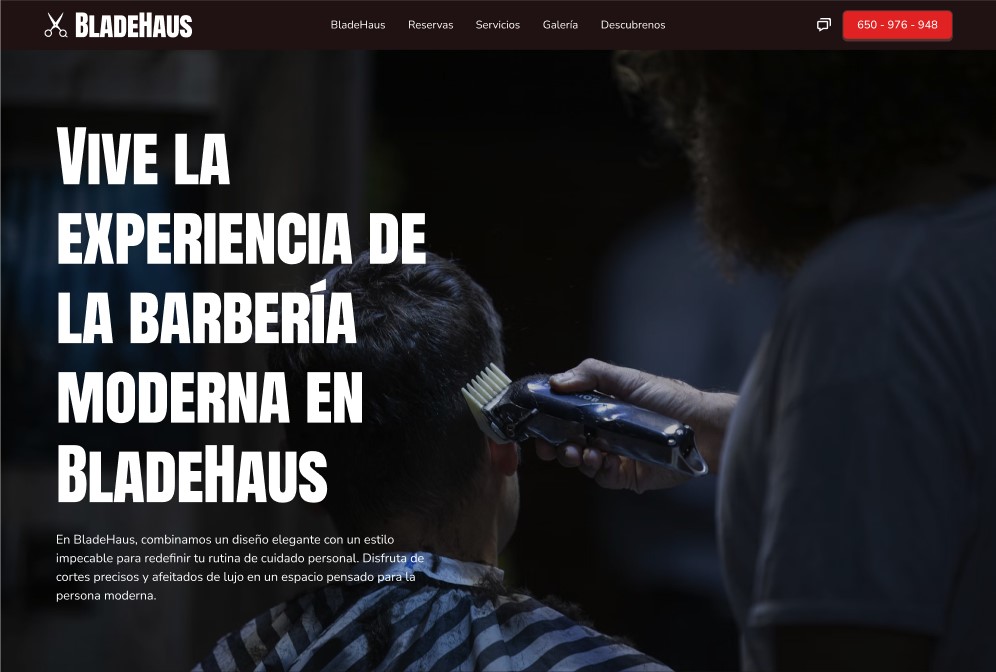 BladeHaus
BladeHaus Reservas Servicios Galería Descubrenos
650 - 976 - 948
Vive la
experiencia de
la barbería
moderna en
BladeHaus
En BladeHaus, combinamos un diseño elegante con un estilo
impecable para redefinir tu rutina de cuidado personal. Disfruta de
cortes precisos y afeitados de lujo en un espacio pensado para la
persona moderna.